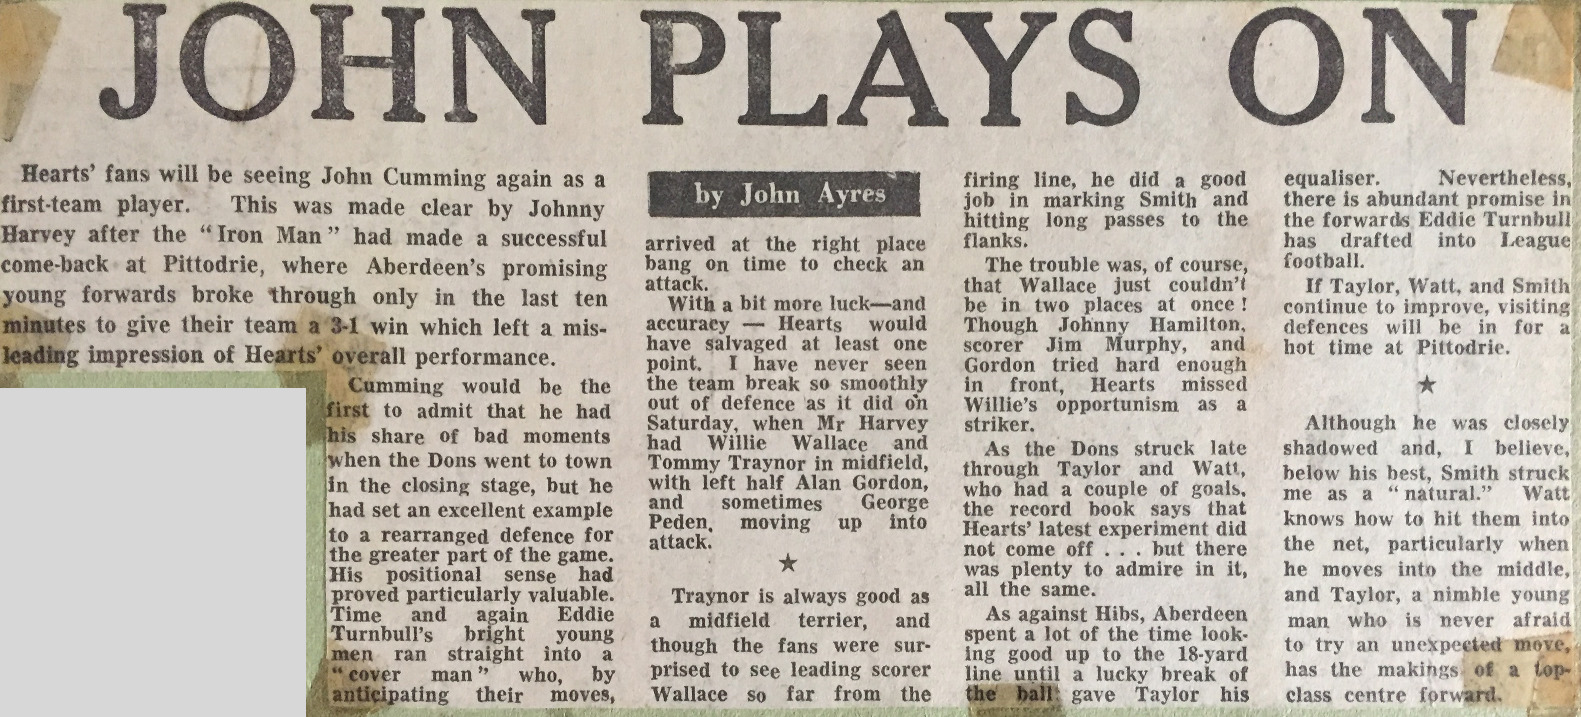 JOHN PLAYS ON
Hearts' fans will be seeing John Cumming again as a
first-team player. This was made clear by Johnny
Harvey after the "Iron Man" had made a successful
come-back at Pittodrie, where Aberdeen's promising
young forwards broke through only in the last ten
minutes to give their team a 3-1 win which left a mis-
leading impression of Hearts' overall performance.
Cumming would be the
first to admit that he had
his share of bad moments
when the Dons went to town
in the closing stage, but he
had set an excellent example
to a rearranged defence for
the greater part of the game.
His positional sense had
proved particularly valuable.
Time and again Eddie
Turnbull's bright young
men ran straight into a
"cover man" who, by
anticipating their moves,
by John Ayres
arrived at the right place
bang on time to check an
attack.
With a bit more luck—and
accuracy — Hearts would
have salvaged at least one
point. I have never seen
the team break so smoothly
out of defence as it did on
Saturday, when Mr Harvey
had Willie Wallace and
Tommy Traynor in midfield,
with left half Alan Gordon,
and sometimes George
Peden, moving up into
attack.
★
Traynor is always good as
a midfield terrier, and
though the fans were sur-
prised to see leading scorer
Wallace so far from the
firing line, he did a good
job in marking Smith and
hitting long passes to the
flanks.
The trouble was, of course,
that Wallace just couldn't
be in two places at once!
Though Johnny Hamilton,
scorer Jim Murphy, and
Gordon tried hard enough
in front, Hearts missed
Willie's opportunism as a
striker.
As the Dons struck late
through Taylor and Watt,
who had a couple of goals,
the record book says that
Hearts' latest experiment did
not come off . . . but there
was plenty to admire in it,
all the same.
As against Hibs, Aberdeen
spent a lot of the time look-
ing good up to the 18-yard
line until a lucky break of
the ball gave Taylor his
equaliser. Nevertheless,
there is abundant promise in
the forwards Eddie Turnbull
has drafted into League
football.
If Taylor, Watt, and Smith
continue to improve, visiting
defences will be in for a
hot time at Pittodrie.
★
Although he was closely
shadowed and, I believe,
below his best, Smith struck
me as a "natural." Watt
knows how to hit them into
the net, particularly when
he moves into the middle,
and Taylor, a nimble young
man who is never afraid
to try an unexpected move,
has the makings of a top-
class centre forward.